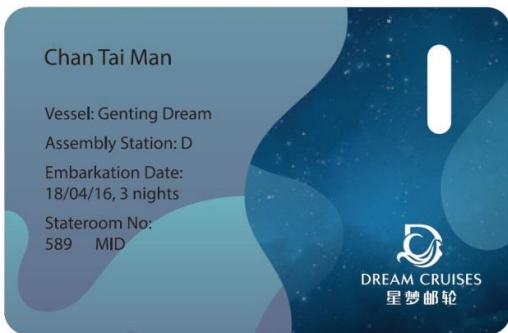 Chan Tai Man
Vessel: Genting Dream
Assembly Station: D
Embarkation Date:
18/04/16, 3 nights
Stateroom No:
589 MID
DREAM CRUISES
星梦邮轮